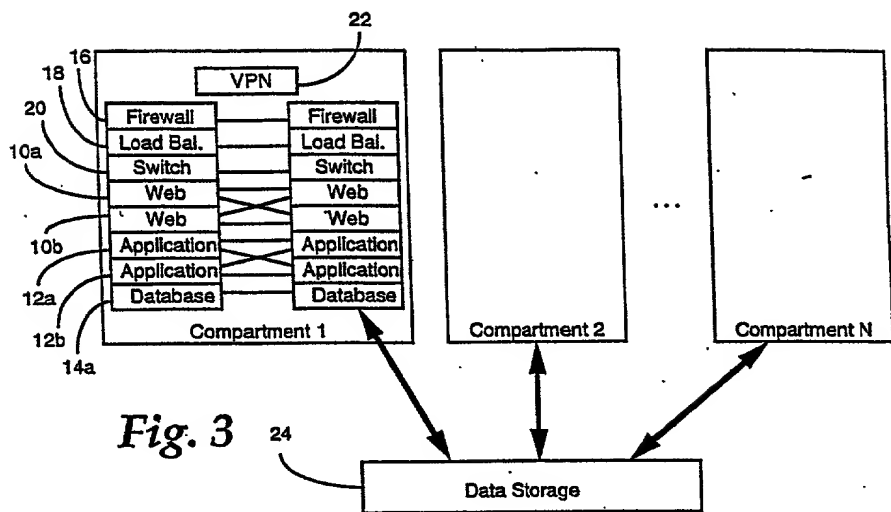 22
VPN
16
18
20
10a
10b
12a
12b
14a
Firewall Firewall
Load Bal. Load Bal.
Switch Switch
Web Web
Web Web
Application Application
Application Application
Database Database
Compartment 1
Compartment 2
...
Compartment N
Fig. 3
24
Data Storage